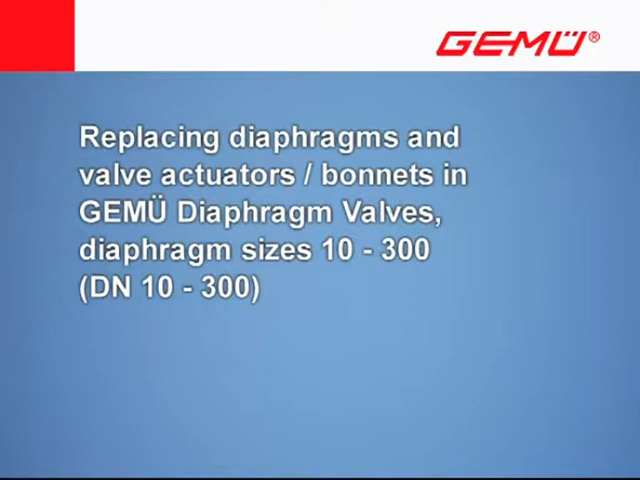 GEMÜ®
Replacing diaphragms and
valve actuators / bonnets in
GEMÜ Diaphragm Valves,
diaphragm sizes 10 - 300
(DN 10 - 300)